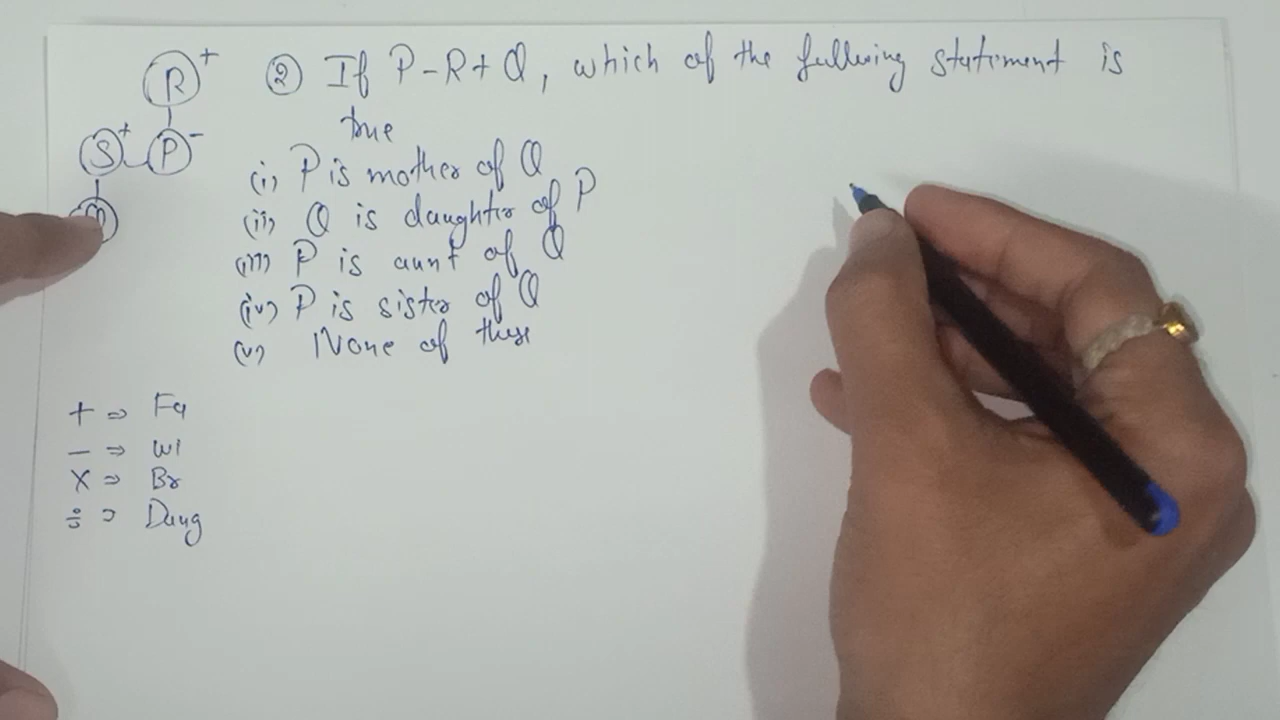 R +
② If P - R + Q, which of the following statement is
true
S + P -
(i) P is mother of Q
(ii) Q is daughter of P
(iii) P is aunt of Q
(iv) P is sister of Q
(v) None of these
+ ⇒ Fa
- ⇒ Wi
× ⇒ Br
÷ ⇒ Daug